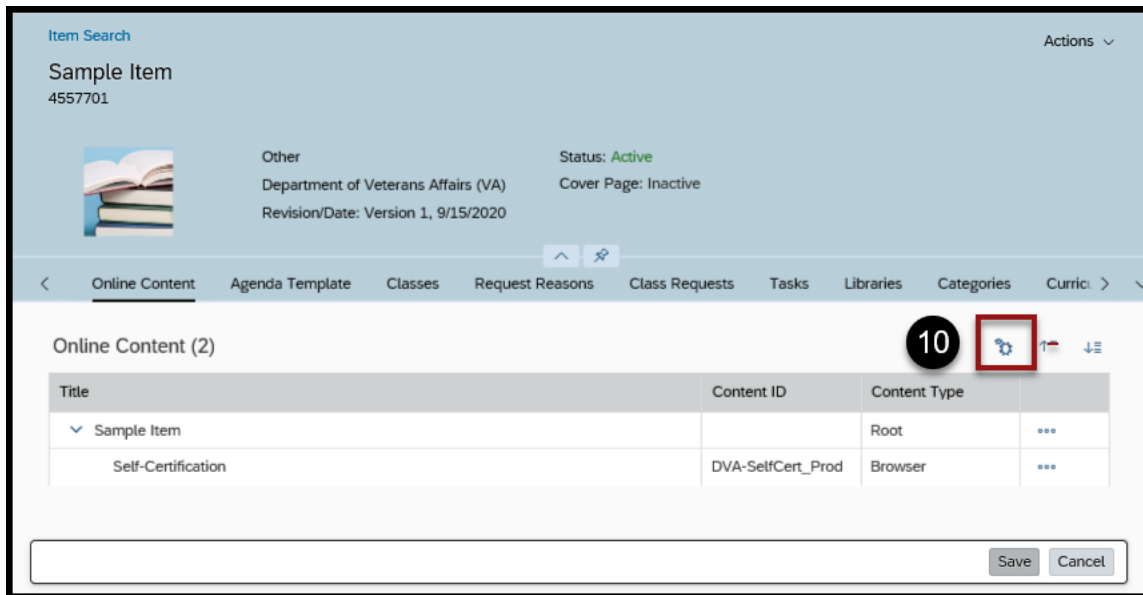 Item Search
Actions
Sample Item
4557701
Other
Status: Active
Department of Veterans Affairs (VA)
Cover Page: Inactive
Revision/Date: Version 1, 9/15/2020
Online Content Agenda Template Classes Request Reasons Class Requests Tasks Libraries Categories Curric
Online Content (2)
10
Title Content ID Content Type
Sample Item Root
Self-Certification DVA-SelfCert_Prod Browser
Save Cancel